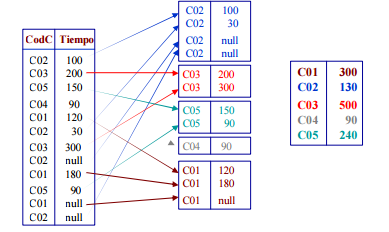 CodC Tiempo
C02 100
C03 200
C05 150
C04 90
C01 120
C02 30
C03 300
C02 null
C01 180
C05 90
C01 null
C02 null
C02 100
C02 30
C02 null
C02 null
C03 200
C03 300
C05 150
C05 90
C04 90
C01 120
C01 180
C01 null
C01 300
C02 130
C03 500
C04 90
C05 240